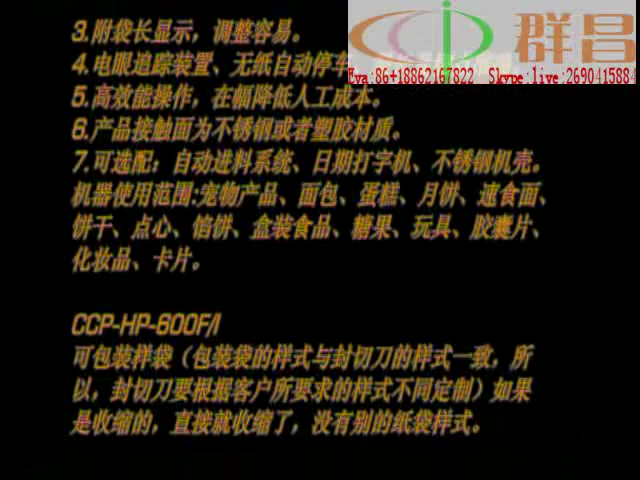 3.附袋长显示，调整容易。
群昌
4.电眼追踪装置、无纸自动停车
Eva:86+18862167822 Skype:live:2690415884
5.高效能操作，在幅降低人工成本。
6.产品接触面为不锈钢或者塑胶材质。
7.可选配：自动进料系统、日期打字机、不锈钢机壳。
机器使用范围:宠物产品、面包、蛋糕、月饼、速食面、
饼干、点心、馅饼、盒装食品、糖果、玩具、胶囊片、
化妆品、卡片。
CCP-HP-600F/I
可包装样袋（包装袋的样式与封切刀的样式一致，所
以，封切刀要根据客户所要求的样式不同定制）如果
是收缩的，直接就收缩了，没有别的纸袋样式。